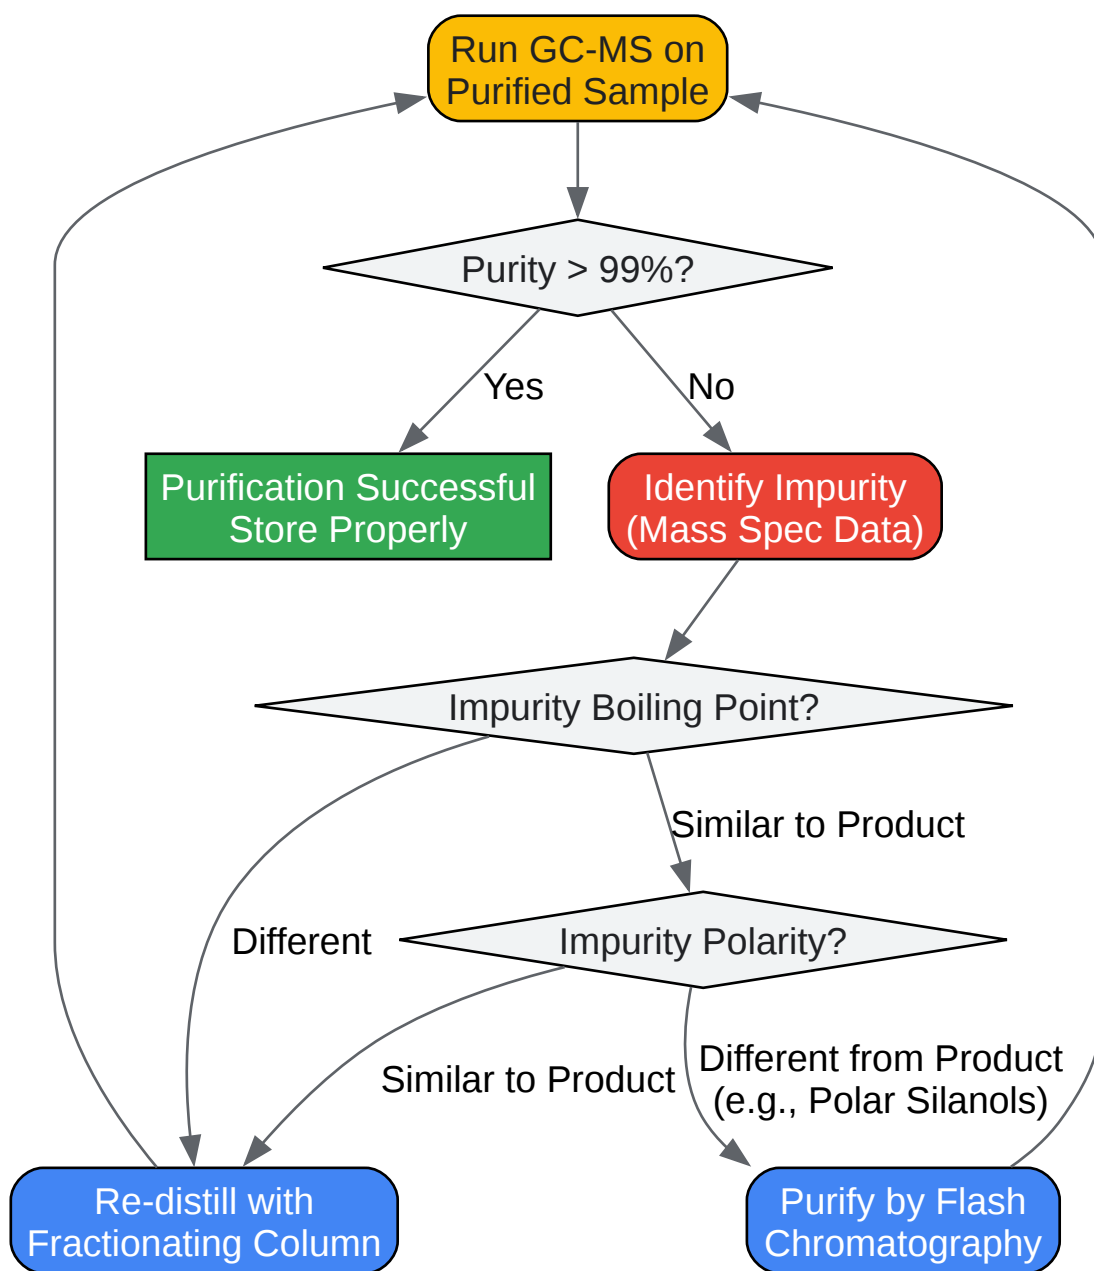 Run GC-MS on
Purified Sample
Purity > 99%?
Yes
No
Purification Successful
Store Properly
Identify Impurity
(Mass Spec Data)
Impurity Boiling Point?
Similar to Product
Different
Impurity Polarity?
Similar to Product
Different from Product
(e.g., Polar Silanols)
Re-distill with
Fractionating Column
Purify by Flash
Chromatography